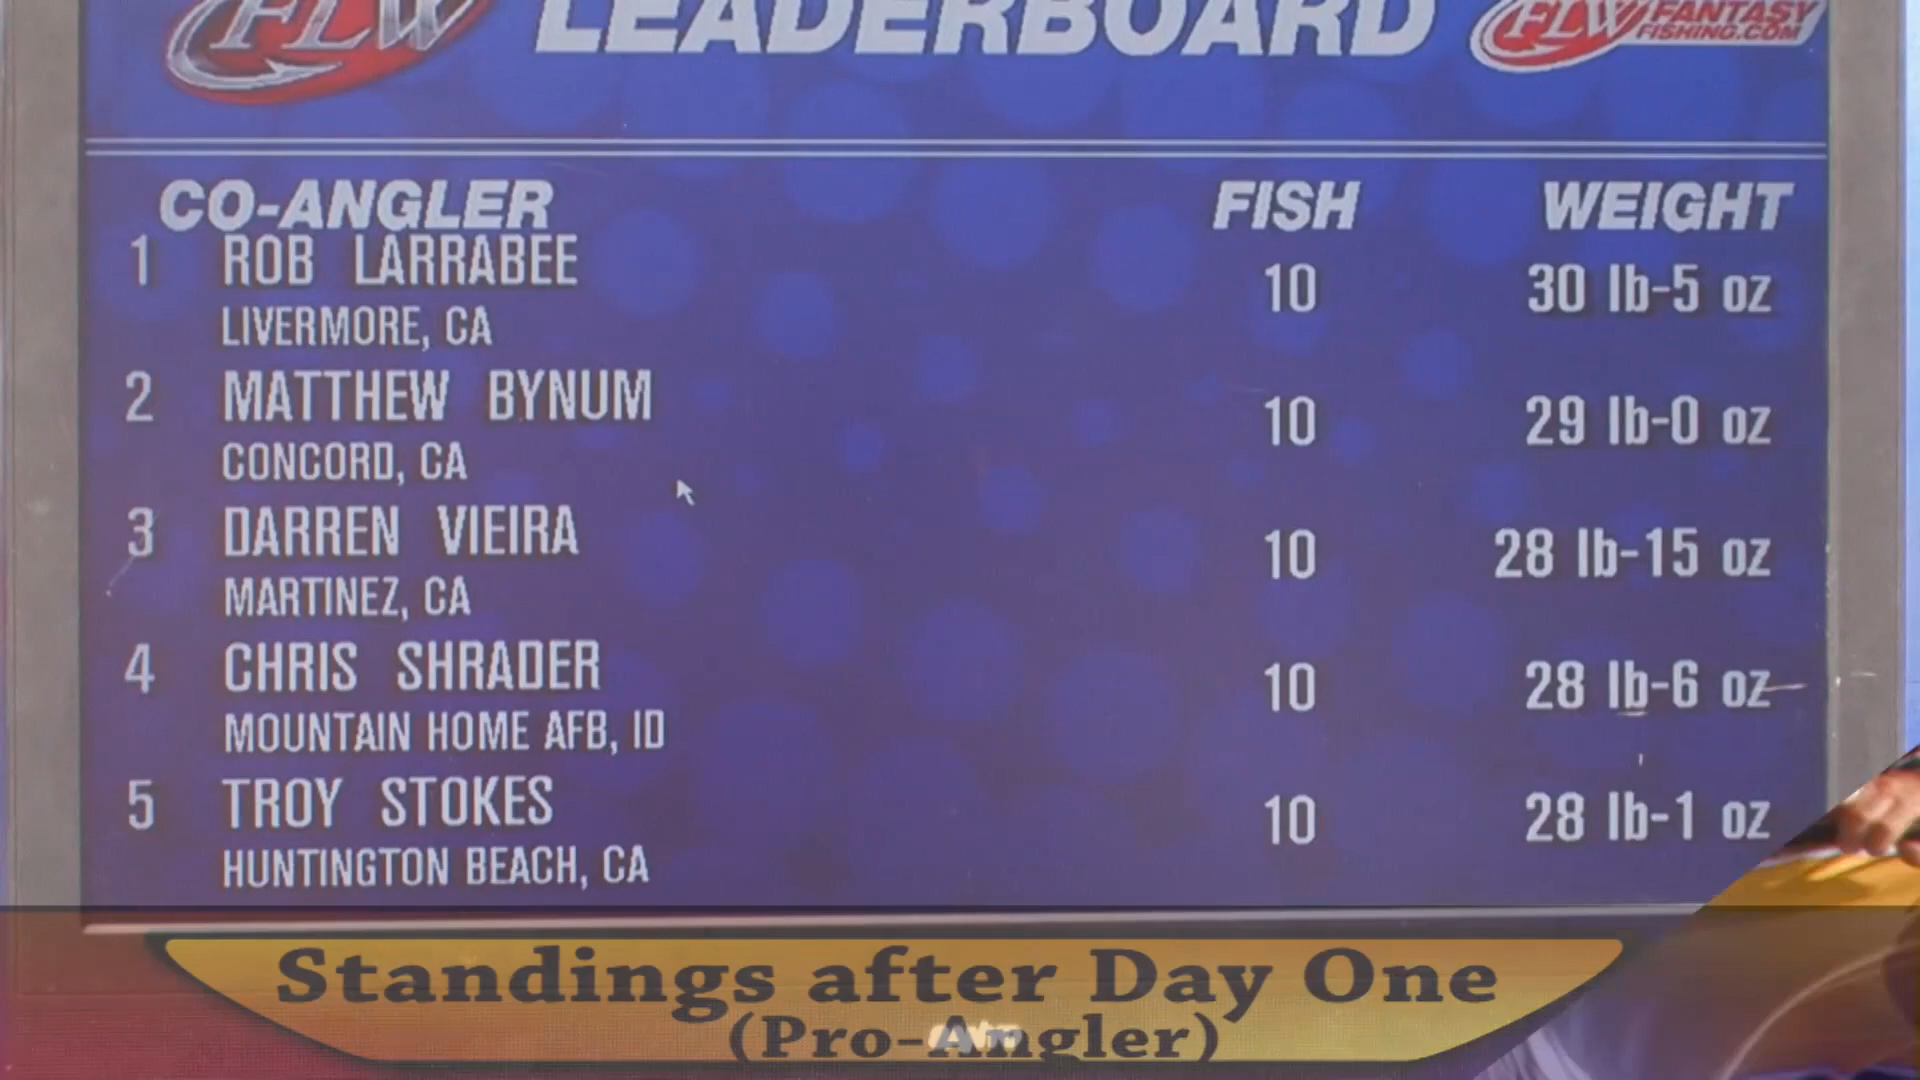 FLW LEADERBOARD FLW FANTASY FISHING.COM
CO-ANGLER FISH WEIGHT
1 ROB LARRABEE 10 30 lb-5 oz
LIVERMORE, CA
2 MATTHEW BYNUM 10 29 lb-0 oz
CONCORD, CA
3 DARREN VIEIRA 10 28 lb-15 oz
MARTINEZ, CA
4 CHRIS SHRADER 10 28 lb-6 oz
MOUNTAIN HOME AFB, ID
5 TROY STOKES 10 28 lb-1 oz
HUNTINGTON BEACH, CA
Standings after Day One
(Pro-Angler)